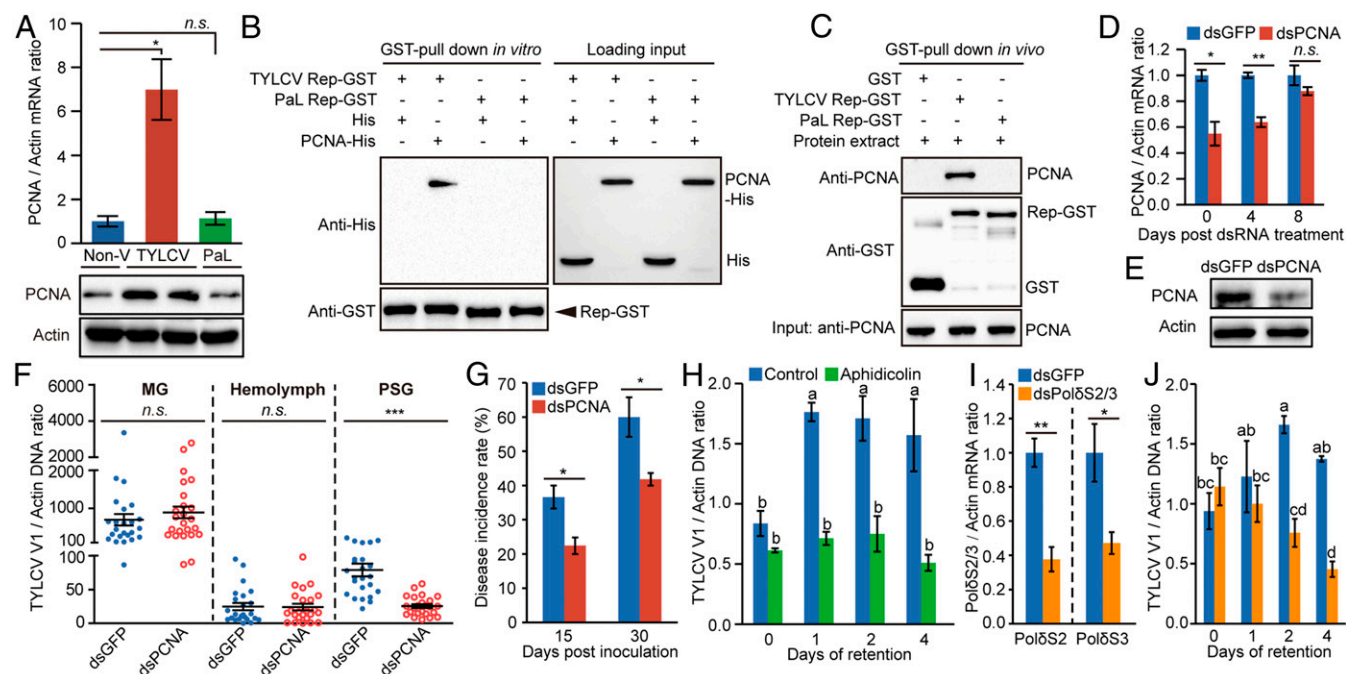 A
PCNA / Actin mRNA ratio
10
8
6
4
2
0
n.s.
*
Non-V TYLCV PaL
PCNA
Actin
B
GST-pull down in vitro Loading input
TYLCV Rep-GST + + - - + + - -
PaL Rep-GST - - + + - - + +
His + - + - + - + -
PCNA-His - + - + - + - +
Anti-His
PCNA
-His
His
Anti-GST
Rep-GST
C
GST-pull down in vivo
GST + - -
TYLCV Rep-GST - + -
PaL Rep-GST - - +
Protein extract + + +
Anti-PCNA PCNA
Anti-GST Rep-GST
GST
Input: anti-PCNA PCNA
D
dsGFP dsPCNA
PCNA / Actin mRNA ratio
1.2
1.0
0.8
0.6
0.4
0.2
0.0
* ** n.s.
0 4 8
Days post dsRNA treatment
E
dsGFP dsPCNA
PCNA
Actin
F
TYLCV V1 / Actin DNA ratio
6000
4000
2000
2000
1000
100
100
50
0
MG Hemolymph PSG
n.s. n.s. ***
dsGFP dsPCNA dsGFP dsPCNA dsGFP dsPCNA
G
dsGFP
dsPCNA
Disease incidence rate (%)
70
60
50
40
30
20
10
0
* *
15 30
Days post inoculation
H
Control Aphidicolin
TYLCV V1 / Actin DNA ratio
2.0
1.5
1.0
0.5
0.0
b b a b a b a b
0 1 2 4
Days of retention
I
dsGFP
dsPolδS2/3
PolδS2/3 / Actin mRNA ratio
1.4
1.2
1.0
0.8
0.6
0.4
0.2
0.0
** *
PolδS2 PolδS3
J
TYLCV V1 / Actin DNA ratio
2.0
1.5
1.0
0.5
0.0
bc bc ab bc a cd ab d
0 1 2 4
Days of retention